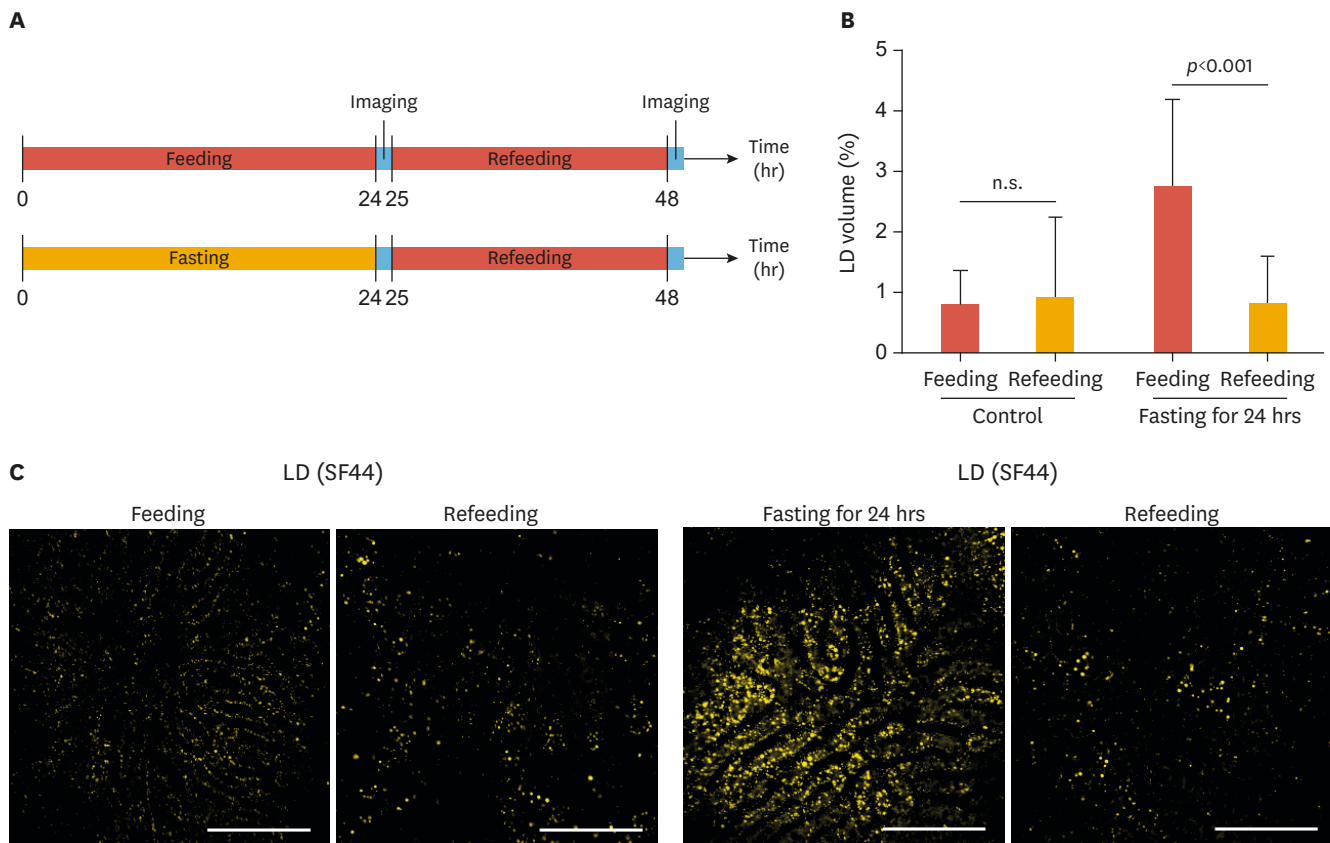 A
Imaging
Imaging
Feeding
Refeeding
Time
(hr)
0
24
25
48
Fasting
Refeeding
Time
(hr)
0
24
25
48
B
LD volume (%)
5
4
3
2
1
0
n.s.
p<0.001
Feeding
Refeeding
Feeding
Refeeding
Control
Fasting for 24 hrs
C
LD (SF44)
LD (SF44)
Feeding
Refeeding
Fasting for 24 hrs
Refeeding